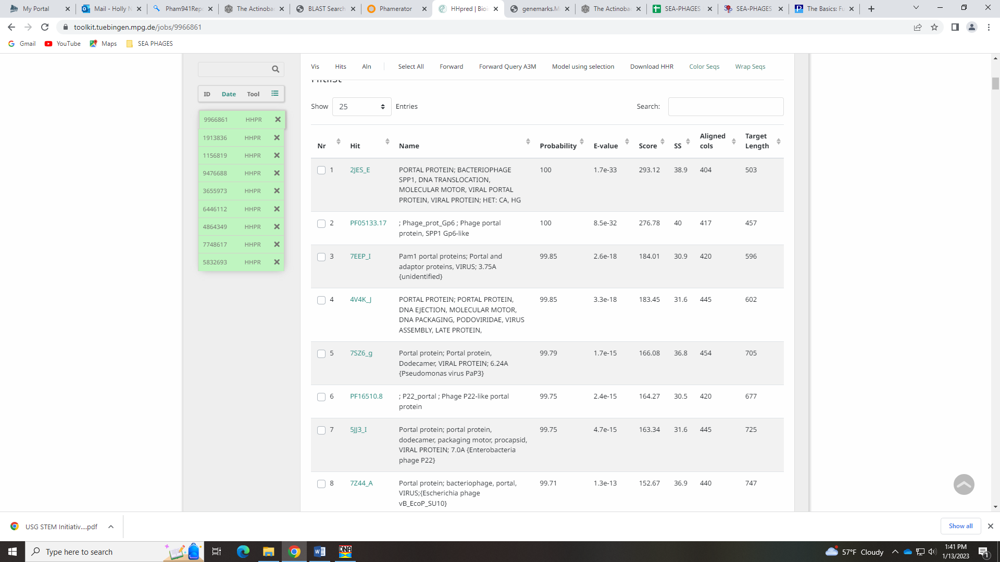 My Portal
Mail - Holly N
Pham941Repo
The Actinobac
BLAST Search
Phamerator
HHpred | Bioi
genemarks.M
The Actinobac
SEA-PHAGES
SEA-PHAGES
The Basics: Fu
toolkit.tuebingen.mpg.de/jobs/9966861
Gmail
YouTube
Maps
SEA PHAGES
Vis Hits Aln Select All Forward Forward Query A3M Model using selection Download HHR Color Seqs Wrap Seqs
ID Date Tool
9966861 HHPR
1913836 HHPR
1156819 HHPR
9476688 HHPR
3655973 HHPR
6446112 HHPR
4864349 HHPR
7748617 HHPR
5832693 HHPR
Hitlist
Show 25 Entries Search:
Nr Hit Name Probability E-value Score SS Aligned cols Target Length
1 2JES_E PORTAL PROTEIN; BACTERIOPHAGE 100 1.7e-33 293.12 38.9 404 503
SPP1, DNA TRANSLOCATION,
MOLECULAR MOTOR, VIRAL PORTAL
PROTEIN, VIRAL PROTEIN; HET: CA, HG
2 PF05133.17 ; Phage_prot_Gp6 ; Phage portal 100 8.5e-32 276.78 40 417 457
protein, SPP1 Gp6-like
3 7EEP_I Pam1 portal proteins; Portal and 99.85 2.6e-18 184.01 30.9 420 596
adaptor proteins, VIRUS; 3.75A
{unidentified}
4 4V4K_J PORTAL PROTEIN; PORTAL PROTEIN, 99.85 3.3e-18 183.45 31.6 445 602
DNA EJECTION, MOLECULAR MOTOR,
DNA PACKAGING, PODOVIRIDAE, VIRUS
ASSEMBLY, LATE PROTEIN,
5 7SZ6_g Portal protein; Portal protein, 99.79 1.7e-15 166.08 36.8 454 705
Dodecamer, VIRAL PROTEIN; 6.24A
{Pseudomonas virus PaP3}
6 PF16510.8 ; P22_portal ; Phage P22-like portal 99.75 2.4e-15 164.27 30.5 420 677
protein
7 5JJ3_I Portal protein; portal protein, 99.75 4.7e-15 163.34 31.6 445 725
dodecamer, packaging motor, procapsid,
VIRAL PROTEIN; 7.0A {Enterobacteria
phage P22}
8 7Z44_A Portal protein; bacteriophage, portal, 99.71 1.3e-13 152.67 36.9 440 747
VIRUS;{Escherichia phage
vB_EcoP_SU10}
USG STEM Initiativ....pdf
Show all
Type here to search
DNA
57°F Cloudy
1:41 PM
1/13/2023
1